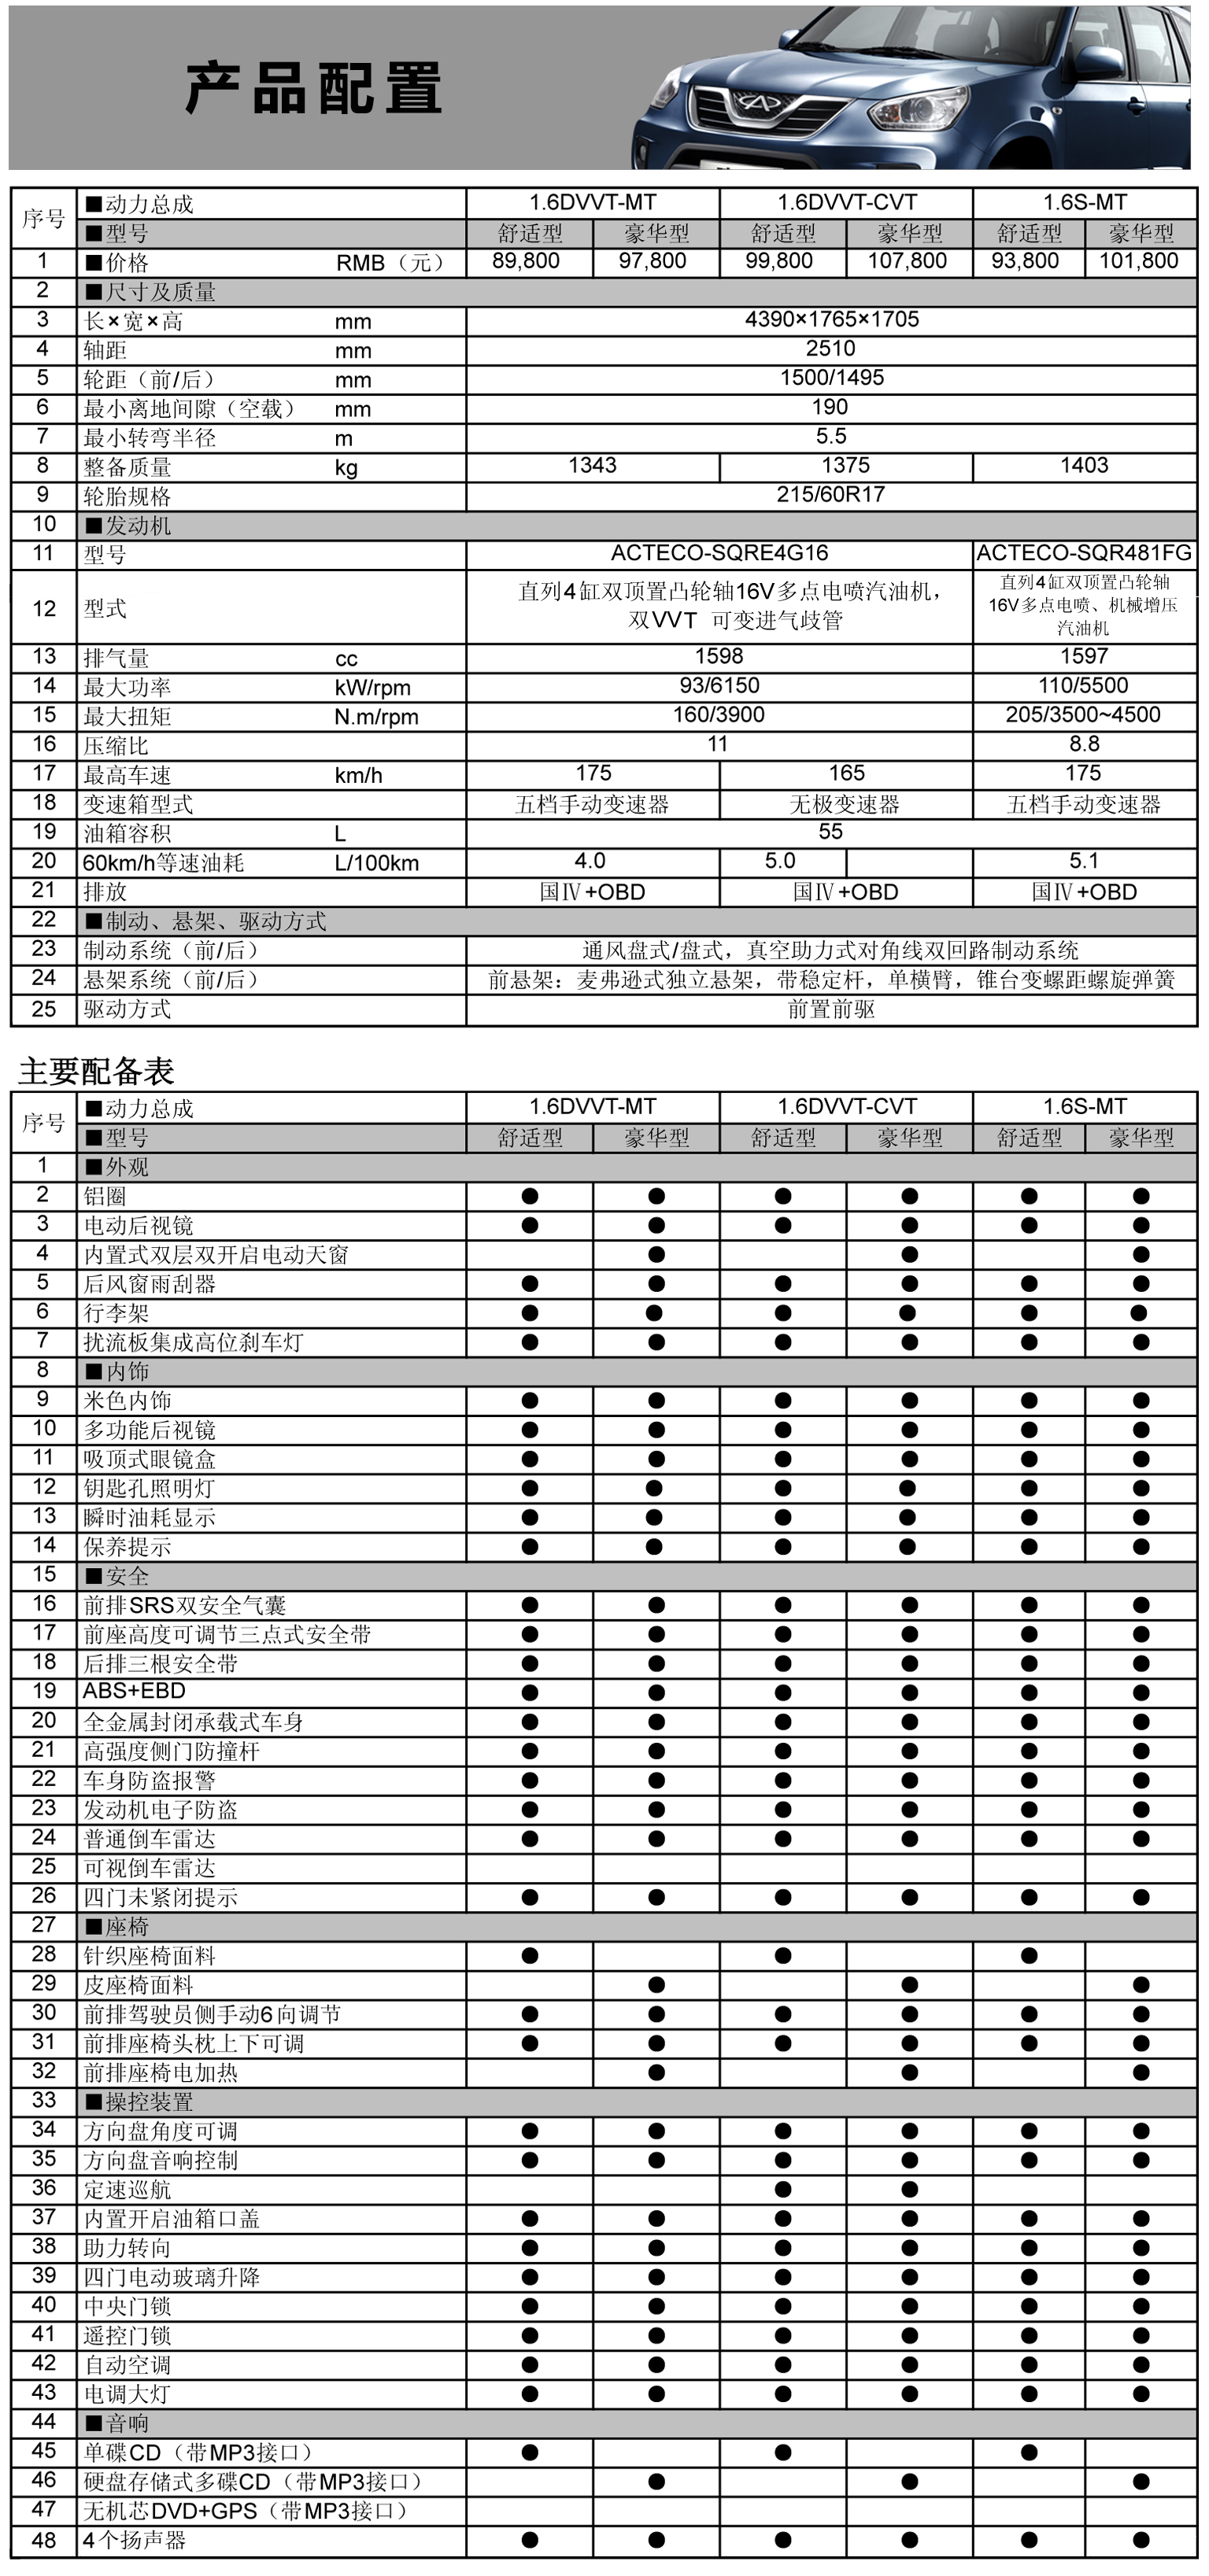 产品配置
序号 ■动力总成 1.6DVVT-MT 1.6DVVT-CVT 1.6S-MT
■型号 舒适型 豪华型 舒适型 豪华型 舒适型 豪华型
1 ■价格 RMB（元） 89,800 97,800 99,800 107,800 93,800 101,800
2 ■尺寸及质量
3 长×宽×高 mm 4390×1765×1705
4 轴距 mm 2510
5 轮距（前/后） mm 1500/1495
6 最小离地间隙（空载） mm 190
7 最小转弯半径 m 5.5
8 整备质量 kg 1343 1375 1403
9 轮胎规格 215/60R17
10 ■发动机
11 型号 ACTECO-SQRE4G16 ACTECO-SQR481FG
12 型式 直列4缸双顶置凸轮轴16V多点电喷汽油机，
双VVT 可变进气歧管
直列4缸双顶置凸轮轴
16V多点电喷、机械增压
汽油机
13 排气量 cc 1598 1597
14 最大功率 kW/rpm 93/6150 110/5500
15 最大扭矩 N.m/rpm 160/3900 205/3500~4500
16 压缩比 11 8.8
17 最高车速 km/h 175 165 175
18 变速箱型式 五档手动变速器 无极变速器 五档手动变速器
19 油箱容积 L 55
20 60km/h等速油耗 L/100km 4.0 5.0 5.1
21 排放 国Ⅳ+OBD 国Ⅳ+OBD 国Ⅳ+OBD
22 ■制动、悬架、驱动方式
23 制动系统（前/后） 通风盘式/盘式，真空助力式对角线双回路制动系统
24 悬架系统（前/后） 前悬架：麦弗逊式独立悬架，带稳定杆，单横臂，锥台变螺距螺旋弹簧
25 驱动方式 前置前驱
主要配备表
序号 ■动力总成 1.6DVVT-MT 1.6DVVT-CVT 1.6S-MT
■型号 舒适型 豪华型 舒适型 豪华型 舒适型 豪华型
1 ■外观
2 铝圈 ● ● ● ● ● ●
3 电动后视镜 ● ● ● ● ● ●
4 内置式双层双开启电动天窗 ● ● ●
5 后风窗雨刮器 ● ● ● ● ● ●
6 行李架 ● ● ● ● ● ●
7 扰流板集成高位刹车灯 ● ● ● ● ● ●
8 ■内饰
9 米色内饰 ● ● ● ● ● ●
10 多功能后视镜 ● ● ● ● ● ●
11 吸顶式眼镜盒 ● ● ● ● ● ●
12 钥匙孔照明灯 ● ● ● ● ● ●
13 瞬时油耗显示 ● ● ● ● ● ●
14 保养提示 ● ● ● ● ● ●
15 ■安全
16 前排SRS双安全气囊 ● ● ● ● ● ●
17 前座高度可调节三点式安全带 ● ● ● ● ● ●
18 后排三根安全带 ● ● ● ● ● ●
19 ABS+EBD ● ● ● ● ● ●
20 全金属封闭承载式车身 ● ● ● ● ● ●
21 高强度侧门防撞杆 ● ● ● ● ● ●
22 车身防盗报警 ● ● ● ● ● ●
23 发动机电子防盗 ● ● ● ● ● ●
24 普通倒车雷达 ● ● ● ● ● ●
25 可视倒车雷达
26 四门未紧闭提示 ● ● ● ● ● ●
27 ■座椅
28 针织座椅面料 ● ● ●
29 皮座椅面料 ● ● ●
30 前排驾驶员侧手动6向调节 ● ● ● ● ● ●
31 前排座椅头枕上下可调 ● ● ● ● ● ●
32 前排座椅电加热 ● ● ●
33 ■操控装置
34 方向盘角度可调 ● ● ● ● ● ●
35 方向盘音响控制 ● ● ● ● ● ●
36 定速巡航 ● ●
37 内置开启油箱口盖 ● ● ● ● ● ●
38 助力转向 ● ● ● ● ● ●
39 四门电动玻璃升降 ● ● ● ● ● ●
40 中央门锁 ● ● ● ● ● ●
41 遥控门锁 ● ● ● ● ● ●
42 自动空调 ● ● ● ● ● ●
43 电调大灯 ● ● ● ● ● ●
44 ■音响
45 单碟CD（带MP3接口） ● ● ●
46 硬盘存储式多碟CD（带MP3接口） ● ● ●
47 无机芯DVD+GPS（带MP3接口）
48 4个扬声器 ● ● ● ● ● ●